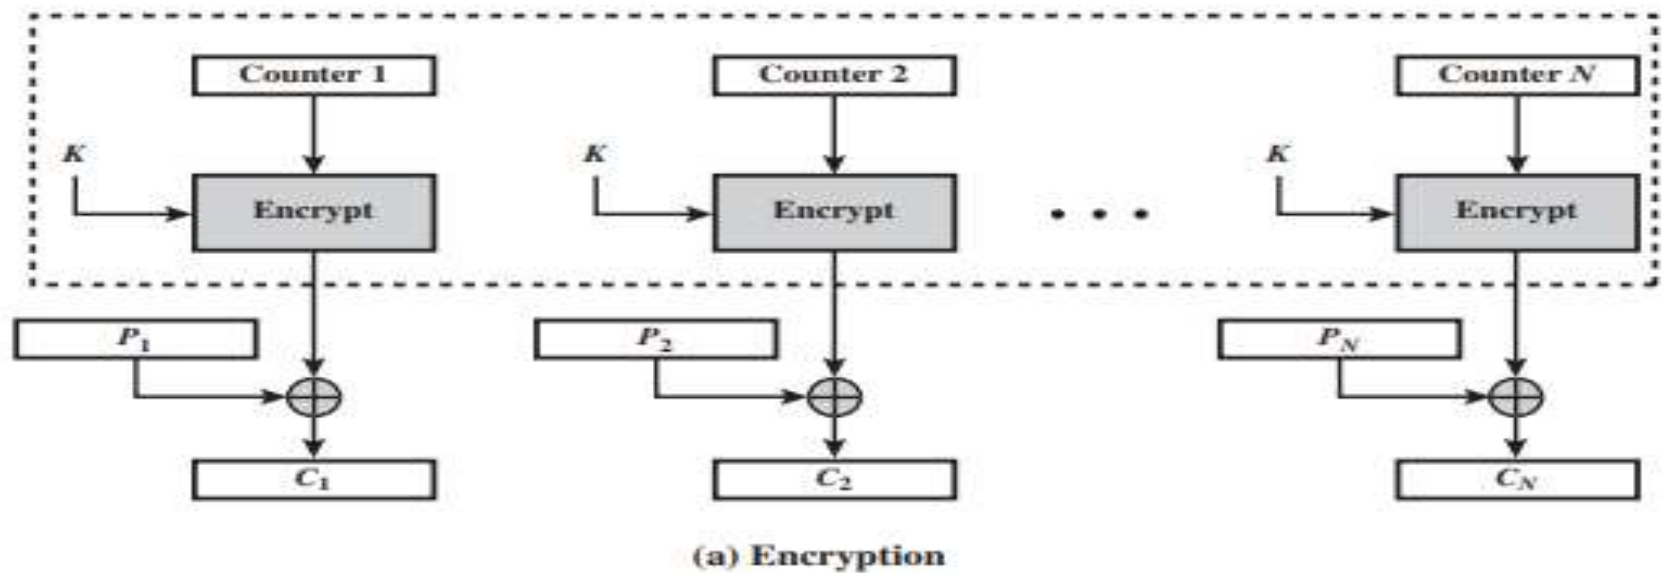 Counter 1 Counter 2 Counter N
K K K
Encrypt Encrypt • • • Encrypt
P1 P2 PN
C1 C2 CN
(a) Encryption